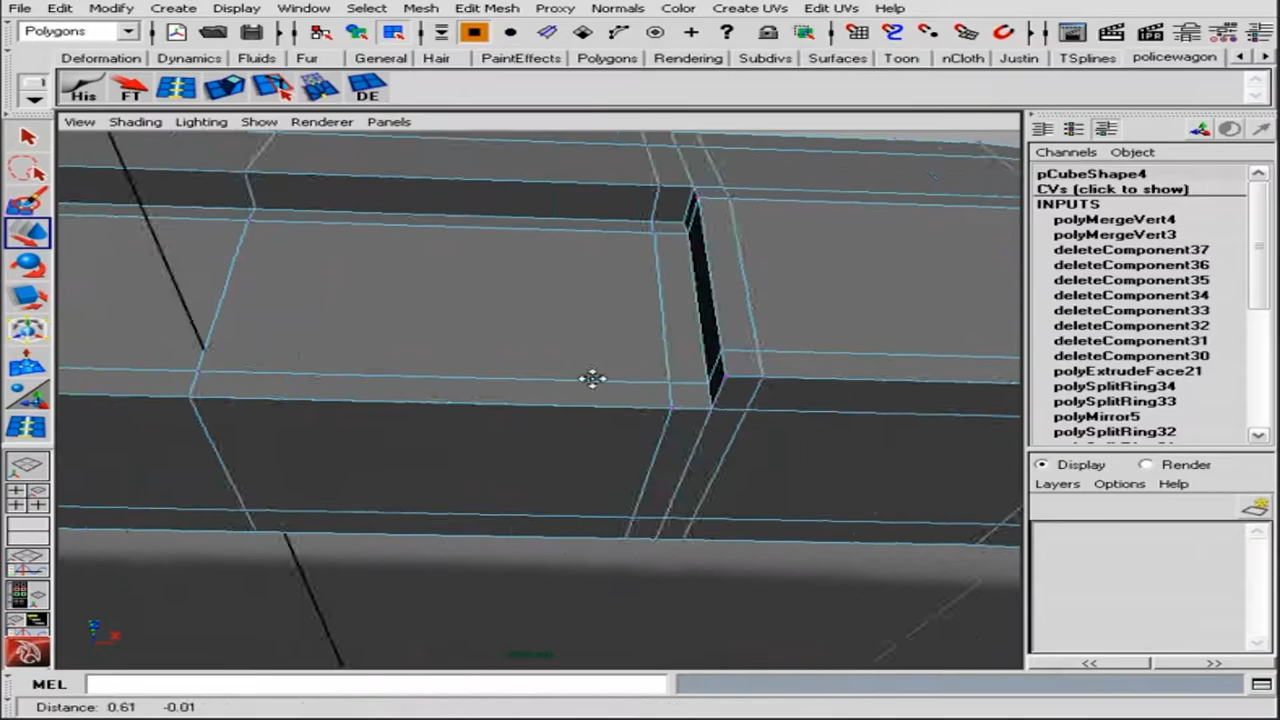 File Edit Modify Create Display Window Select Mesh Edit Mesh Proxy Normals Color Create UVs Edit UVs Help
Polygons
Deformation Dynamics Fluids Fur General Hair PaintEffects Polygons Rendering Subdivs Surfaces Toon nCloth Justin TSplines policewagon
His FT DE
View Shading Lighting Show Renderer Panels
Channels Object
pCubeShape4
CVs (click to show)
INPUTS
polyMergeVert4
polyMergeVert3
deleteComponent37
deleteComponent36
deleteComponent35
deleteComponent34
deleteComponent33
deleteComponent32
deleteComponent31
deleteComponent30
polyExtrudeFace21
polySplitRing34
polySplitRing33
polyMirror5
polySplitRing32
Display Render
Layers Options Help
<< >>
MEL
Distance: 0.61 -0.01